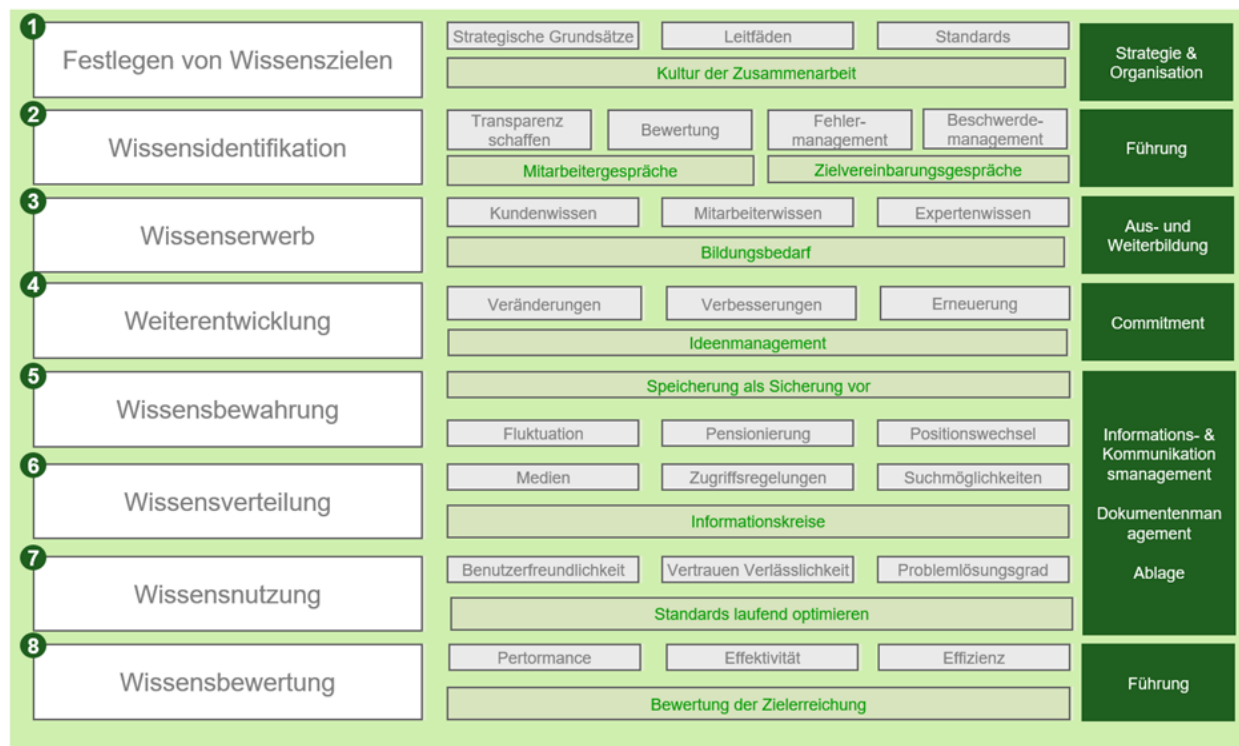 1
Festlegen von Wissenszielen
Strategische Grundsätze
Leitfäden
Standards
Kultur der Zusammenarbeit
Strategie &
Organisation
2
Wissensidentifikation
Transparenz
schaffen
Bewertung
Fehler-
management
Beschwerde-
management
Mitarbeitergespräche
Zielvereinbarungsgespräche
Führung
3
Wissenserwerb
Kundenwissen
Mitarbeiterwissen
Expertenwissen
Bildungsbedarf
Aus- und
Weiterbildung
4
Weiterentwicklung
Veränderungen
Verbesserungen
Erneuerung
Ideenmanagement
Commitment
5
Wissensbewahrung
Speicherung als Sicherung vor
Fluktuation
Pensionierung
Positionswechsel
6
Wissensverteilung
Medien
Zugriffsregelungen
Suchmöglichkeiten
Informationskreise
7
Wissensnutzung
Benutzerfreundlichkeit
Vertrauen Verlässlichkeit
Problemlösungsgrad
Standards laufend optimieren
Informations- &
Kommunikation
smanagement
Dokumentenman
agement
Ablage
8
Wissensbewertung
Pertormance
Effektivität
Effizienz
Bewertung der Zielerreichung
Führung